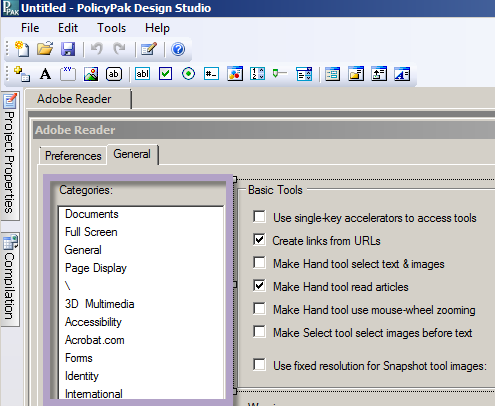 Untitled - PolicyPak Design Studio
File Edit Tools Help
Adobe Reader
Project Properties
Compilation
Adobe Reader
Preferences General
Categories:
Documents
Full Screen
General
Page Display
\
3D Multimedia
Accessibility
Acrobat.com
Forms
Identity
International
Basic Tools
Use single-key accelerators to access tools
Create links from URLs
Make Hand tool select text & images
Make Hand tool read articles
Make Hand tool use mouse-wheel zooming
Make Select tool select images before text
Use fixed resolution for Snapshot tool images: